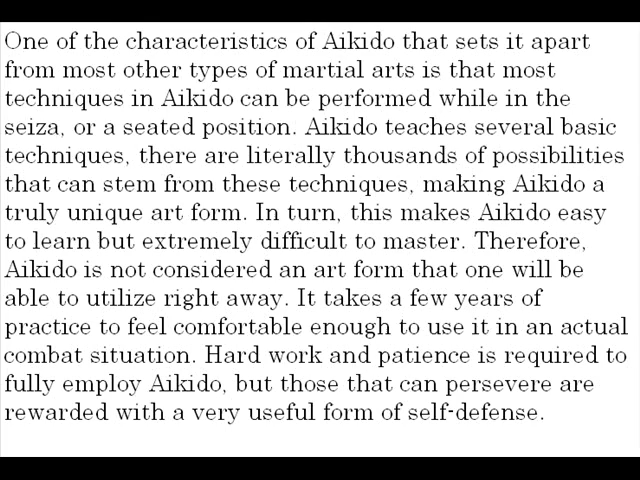 One of the characteristics of Aikido that sets it apart
from most other types of martial arts is that most
techniques in Aikido can be performed while in the
seiza, or a seated position. Aikido teaches several basic
techniques, there are literally thousands of possibilities
that can stem from these techniques, making Aikido a
truly unique art form. In turn, this makes Aikido easy
to learn but extremely difficult to master. Therefore,
Aikido is not considered an art form that one will be
able to utilize right away. It takes a few years of
practice to feel comfortable enough to use it in an actual
combat situation. Hard work and patience is required to
fully employ Aikido, but those that can persevere are
rewarded with a very useful form of self-defense.